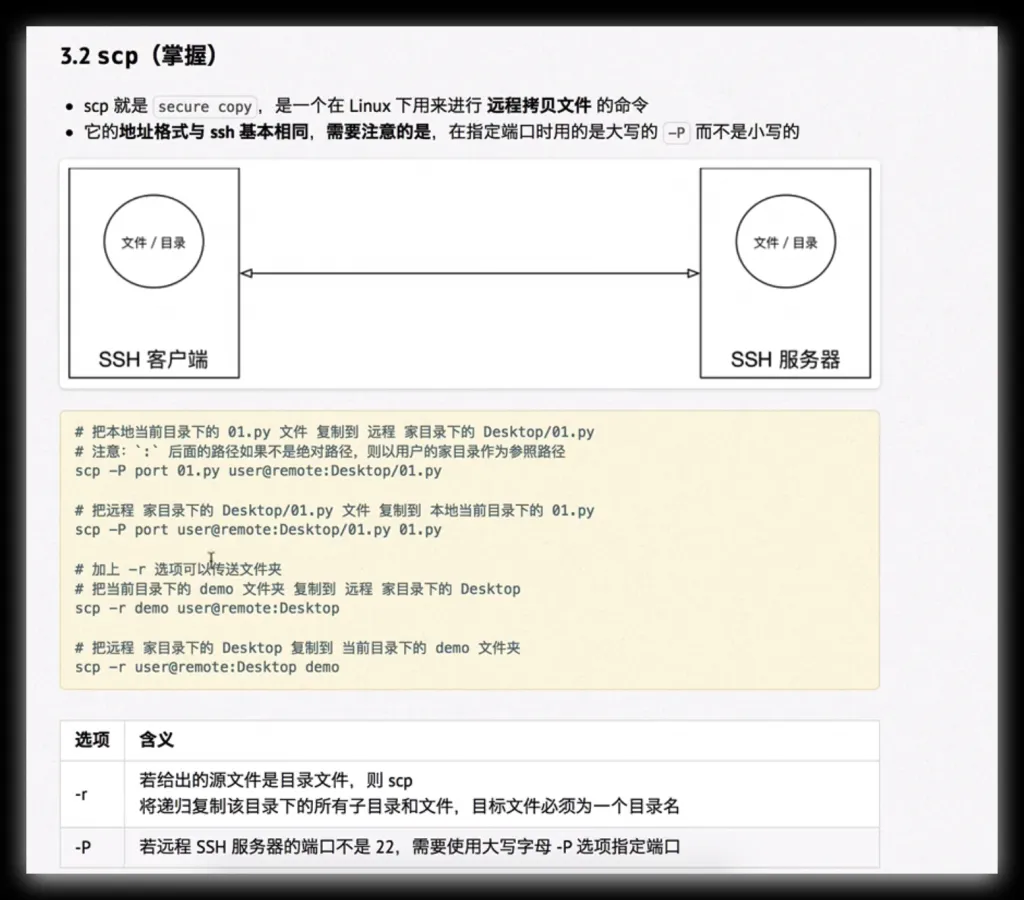 3.2 scp（掌握）
• scp 就是 secure copy，是一个在 Linux 下用来进行 远程拷贝文件 的命令
• 它的地址格式与 ssh 基本相同，需要注意的是，在指定端口时用的是大写的 -P 而不是小写的
文件 / 目录
SSH 客户端
文件 / 目录
SSH 服务器
# 把本地当前目录下的 01.py 文件 复制到 远程 家目录下的 Desktop/01.py
# 注意：`:` 后面的路径如果不是绝对路径，则以用户的家目录作为参照路径
scp -P port 01.py user@remote:Desktop/01.py
# 把远程 家目录下的 Desktop/01.py 文件 复制到 本地当前目录下的 01.py
scp -P port user@remote:Desktop/01.py 01.py
# 加上 -r 选项可以传送文件夹
# 把当前目录下的 demo 文件夹 复制到 远程 家目录下的 Desktop
scp -r demo user@remote:Desktop
# 把远程 家目录下的 Desktop 复制到 当前目录下的 demo 文件夹
scp -r user@remote:Desktop demo
选项 含义
-r 若给出的源文件是目录文件，则 scp
将递归复制该目录下的所有子目录和文件，目标文件必须为一个目录名
-P 若远程 SSH 服务器的端口不是 22，需要使用大写字母 -P 选项指定端口